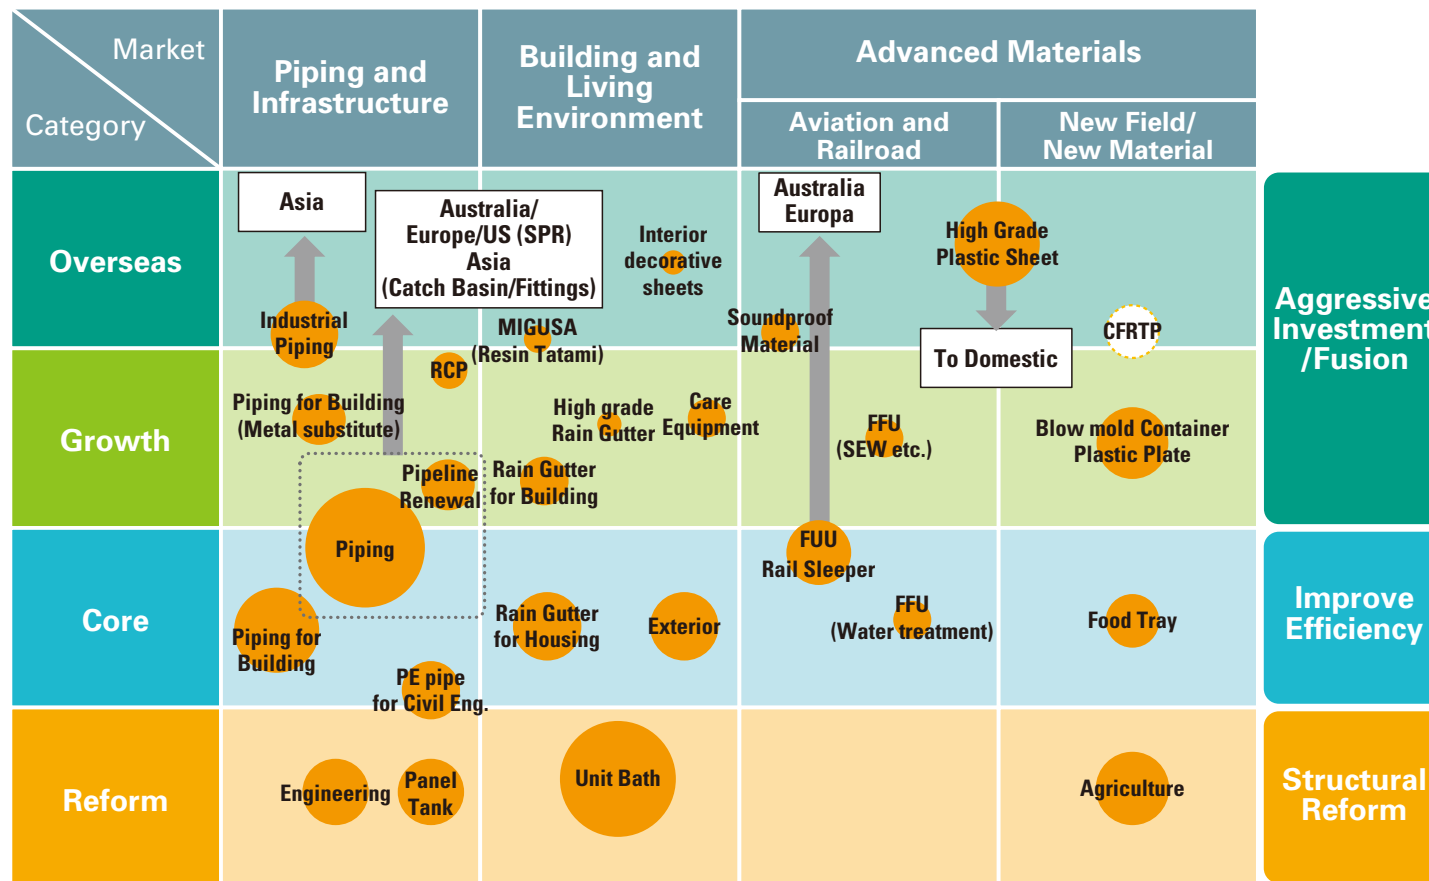 Market
Category
Piping and
Infrastructure
Building and
Living
Environment
Advanced Materials
Aviation and
Railroad
New Field/
New Material
Overseas
Asia
Australia/
Europe/US (SPR)
Asia
(Catch Basin/Fittings)
Interior
decorative
sheets
Australia
Europa
High Grade
Plastic Sheet
Industrial
Piping
MIGUSA
(Resin Tatami)
Soundproof
Material
To Domestic
CFRTP
Aggressive
Investment
/Fusion
Growth
RCP
Piping for Building
(Metal substitute)
High grade
Rain Gutter
Care
Equipment
FFU
(SEW etc.)
Blow mold Container
Plastic Plate
Pipeline
Renewal
Rain Gutter
for Building
Core
Piping
FUU
Rail Sleeper
Piping for
Building
Rain Gutter
for Housing
Exterior
FFU
(Water treatment)
Food Tray
PE pipe
for Civil Eng.
Improve
Efficiency
Reform
Engineering
Panel
Tank
Unit Bath
Agriculture
Structural
Reform